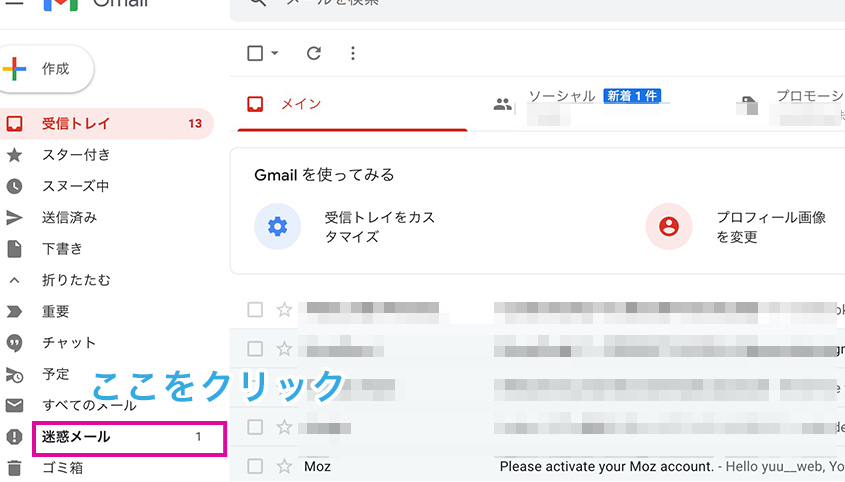 Gmail
メールを検索
作成
受信トレイ 13
スター付き
スヌーズ中
送信済み
下書き
折りたたむ
重要
チャット
予定
すべてのメール
迷惑メール 1
ゴミ箱
ここをクリック
メイン
ソーシャル 新着 1 件
プロモーシ
Gmail を使ってみる
受信トレイをカス
タマイズ
プロフィール画像
を変更
Moz Please activate your Moz account. - Hello yuu__web, Yo